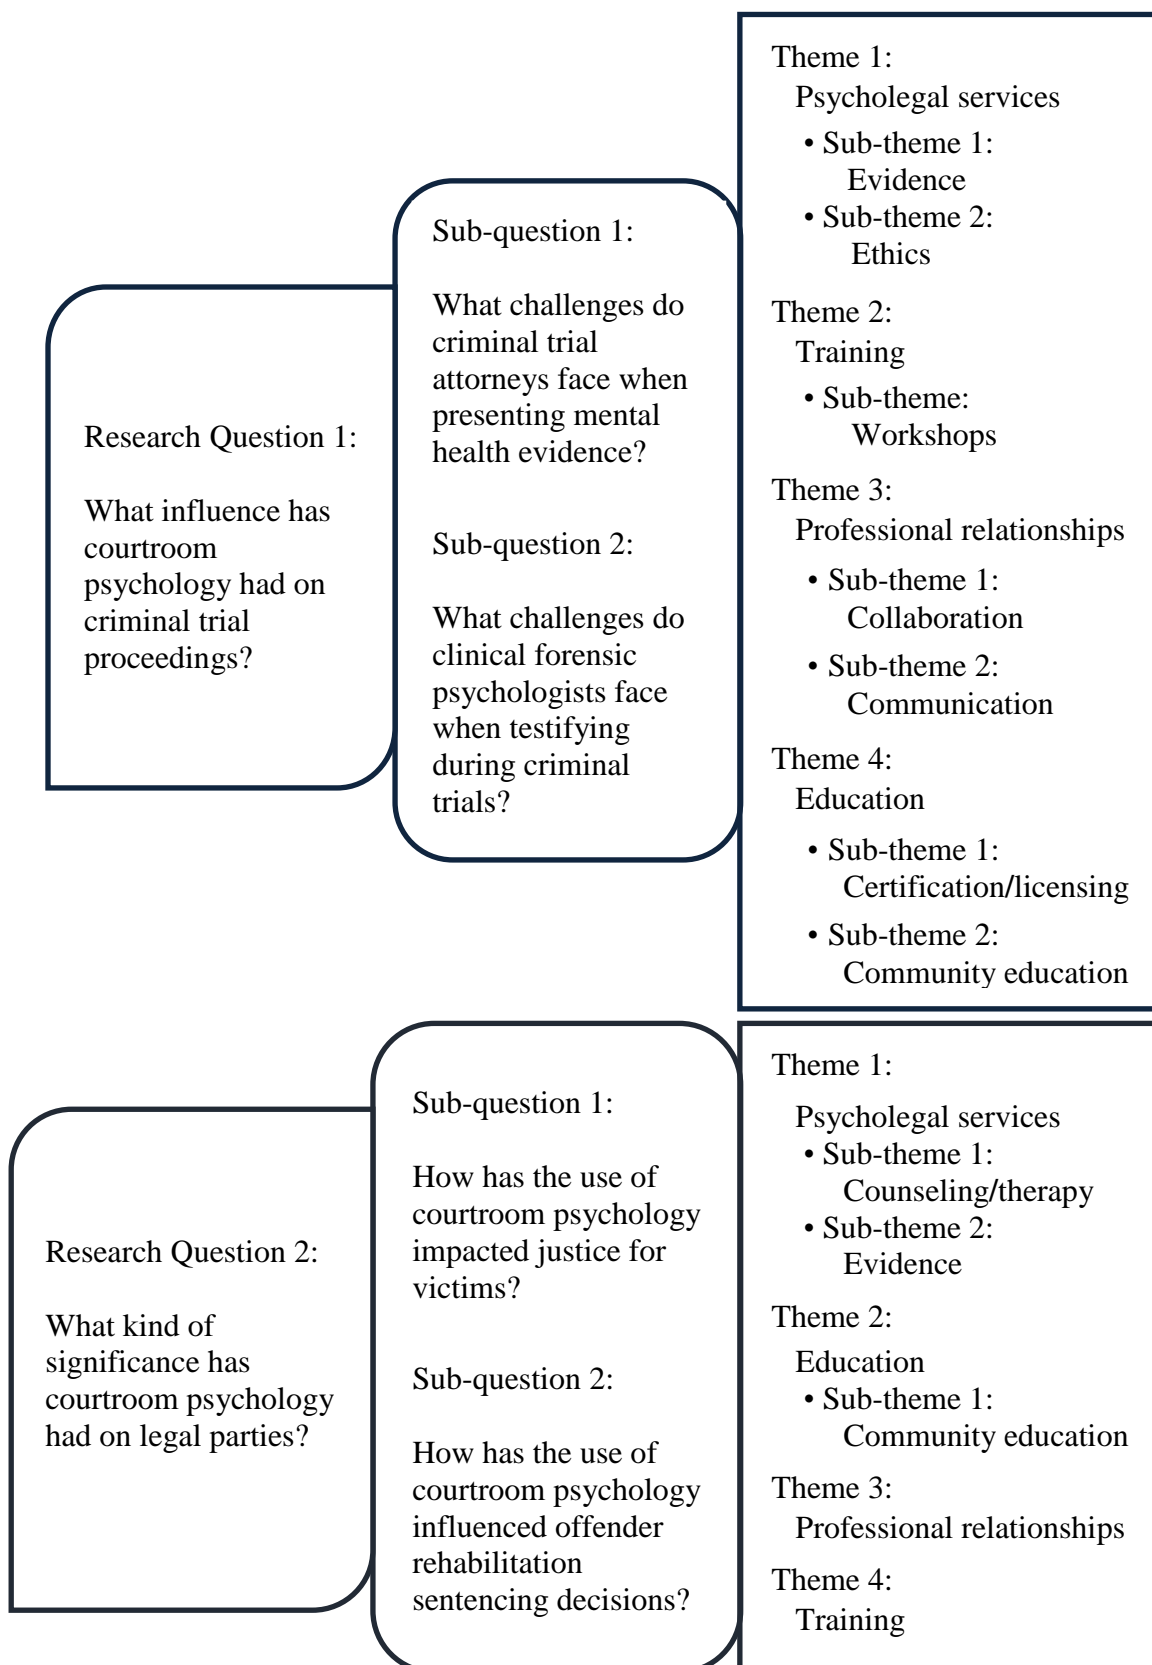 Research Question 1:
What influence has
courtroom
psychology had on
criminal trial
proceedings?
Sub-question 1:
What challenges do
criminal trial
attorneys face when
presenting mental
health evidence?
Sub-question 2:
What challenges do
clinical forensic
psychologists face
when testifying
during criminal
trials?
Theme 1:
Psycholegal services
• Sub-theme 1:
Evidence
• Sub-theme 2:
Ethics
Theme 2:
Training
• Sub-theme:
Workshops
Theme 3:
Professional relationships
• Sub-theme 1:
Collaboration
• Sub-theme 2:
Communication
Theme 4:
Education
• Sub-theme 1:
Certification/licensing
• Sub-theme 2:
Community education
Research Question 2:
What kind of
significance has
courtroom psychology
had on legal parties?
Sub-question 1:
How has the use of
courtroom psychology
impacted justice for
victims?
Sub-question 2:
How has the use of
courtroom psychology
influenced offender
rehabilitation
sentencing decisions?
Theme 1:
Psycholegal services
• Sub-theme 1:
Counseling/therapy
• Sub-theme 2:
Evidence
Theme 2:
Education
• Sub-theme 1:
Community education
Theme 3:
Professional relationships
Theme 4:
Training